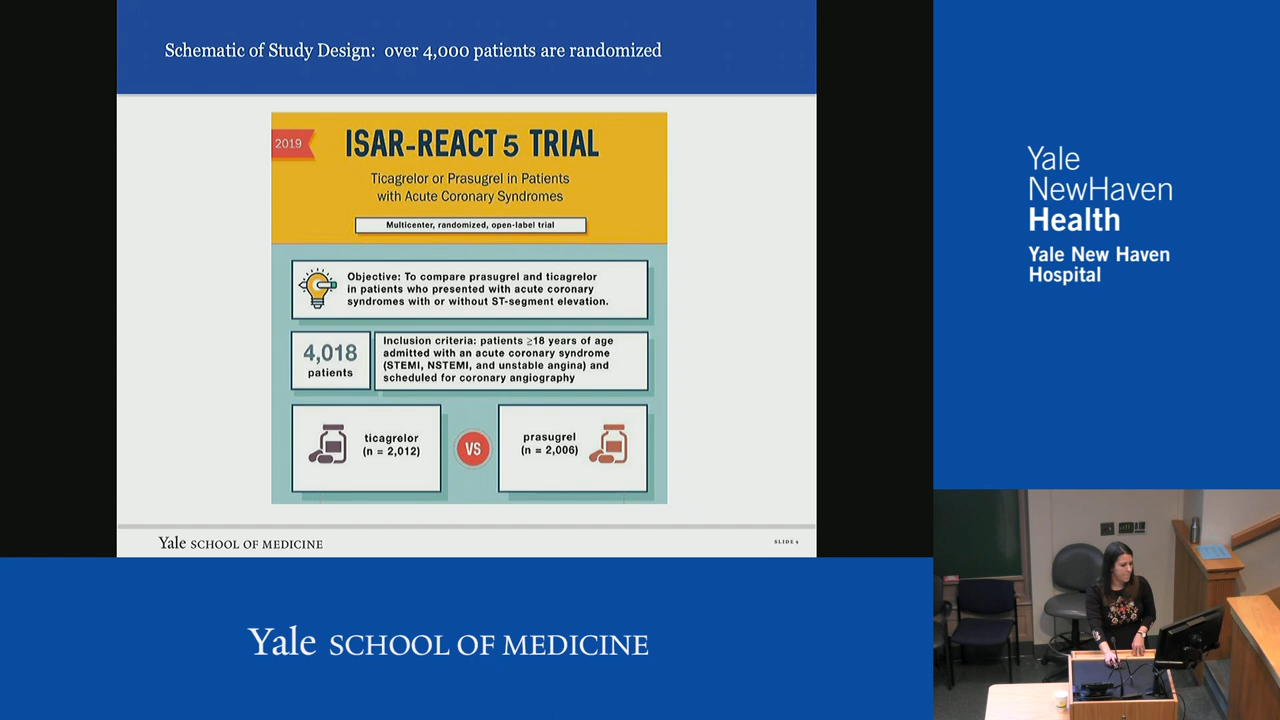 Schematic of Study Design: over 4,000 patients are randomized
2019
ISAR-REACT 5 TRIAL
Ticagrelor or Prasugrel in Patients
with Acute Coronary Syndromes
Multicenter, randomized, open-label trial
Objective: To compare prasugrel and ticagrelor
in patients who presented with acute coronary
syndromes with or without ST-segment elevation.
4,018
patients
Inclusion criteria: patients ≥18 years of age
admitted with an acute coronary syndrome
(STEMI, NSTEMI, and unstable angina) and
scheduled for coronary angiography
ticagrelor
(n = 2,012)
VS
prasugrel
(n = 2,006)
Yale SCHOOL OF MEDICINE
SLIDE 4
Yale SCHOOL OF MEDICINE
Yale
NewHaven
Health
Yale New Haven
Hospital